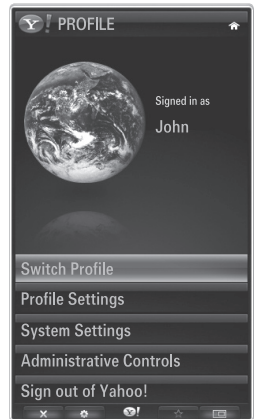 Y! PROFILE
Signed in as
John
Switch Profile
Profile Settings
System Settings
Administrative Controls
Sign out of Yahoo!
Y!